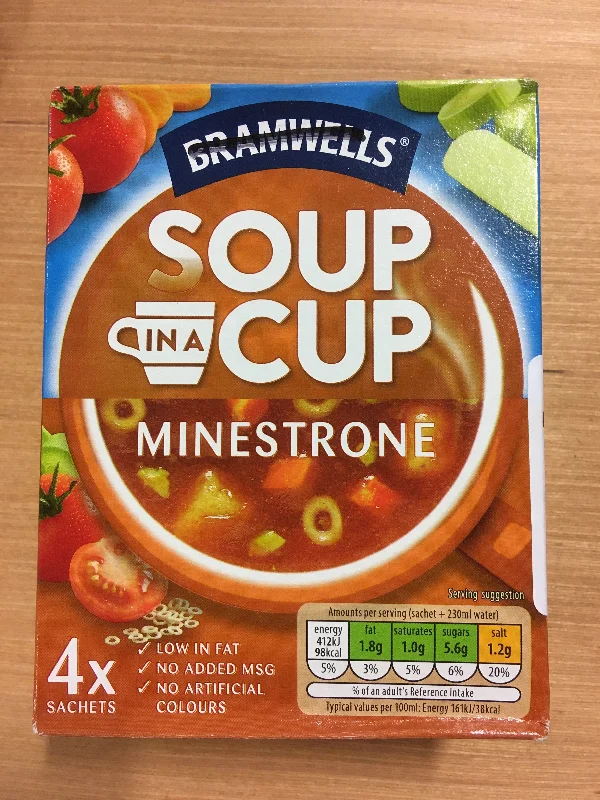 BRAMWELLS®
SOUP
IN A
CUP
MINESTRONE
Serving suggestion
Amounts per serving (sachet + 230ml water)
energy 412kJ 98kcal 5%
fat 1.8g 3%
saturates 1.0g 5%
sugars 5.6g 6%
salt 1.2g 20%
% of an adult's Reference Intake
Typical values per 100ml: Energy 161kJ/38kcal
4x
SACHETS
✓ LOW IN FAT
✓ NO ADDED MSG
✓ NO ARTIFICIAL
COLOURS